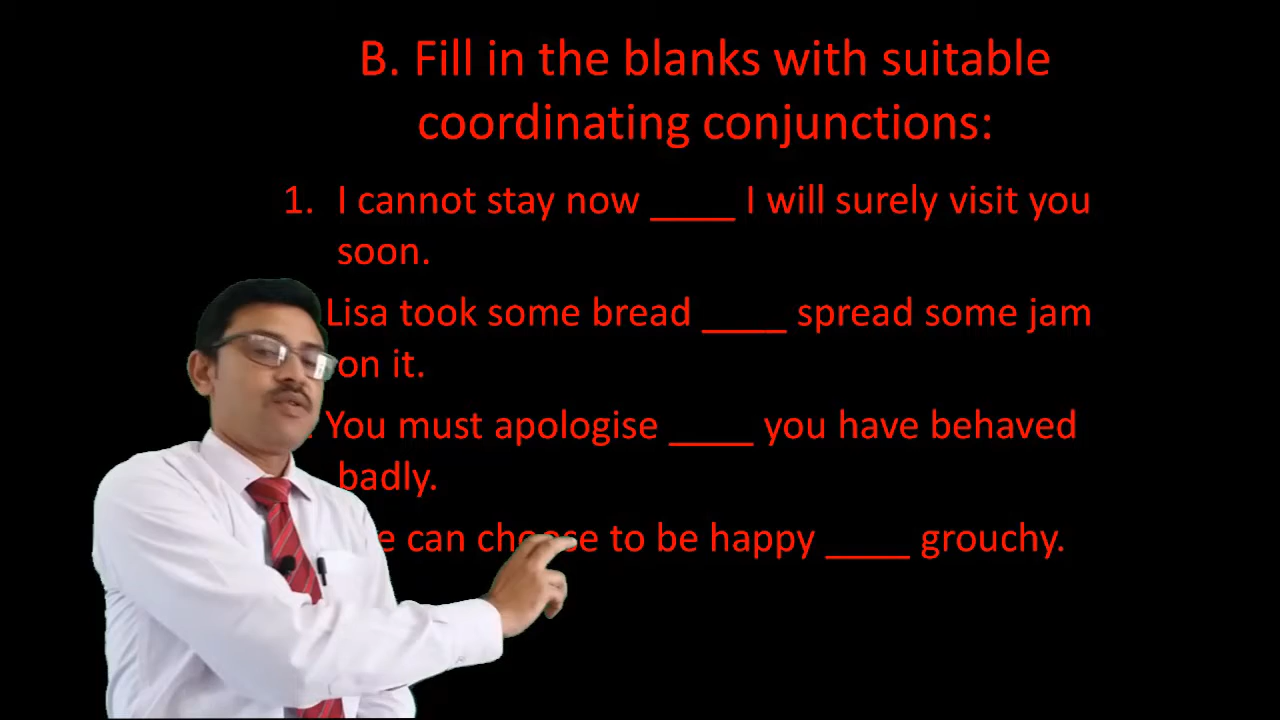 B. Fill in the blanks with suitable
coordinating conjunctions:
1. I cannot stay now ____ I will surely visit you
soon.
Lisa took some bread ____ spread some jam
on it.
You must apologise ____ you have behaved
badly.
can choose to be happy ____ grouchy.